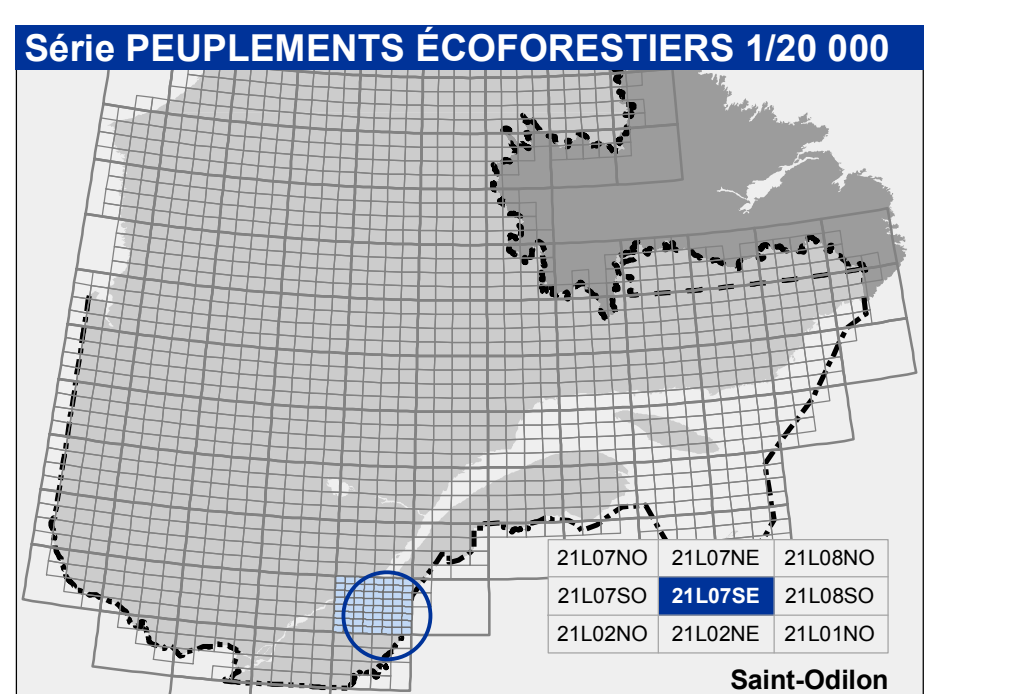 Série PEUPLEMENTS ÉCOFORESTIERS 1/20 000
21L07NO 21L07NE 21L08NO
21L07SO 21L07SE 21L08SO
21L02NO 21L02NE 21L01NO
Saint-Odilon